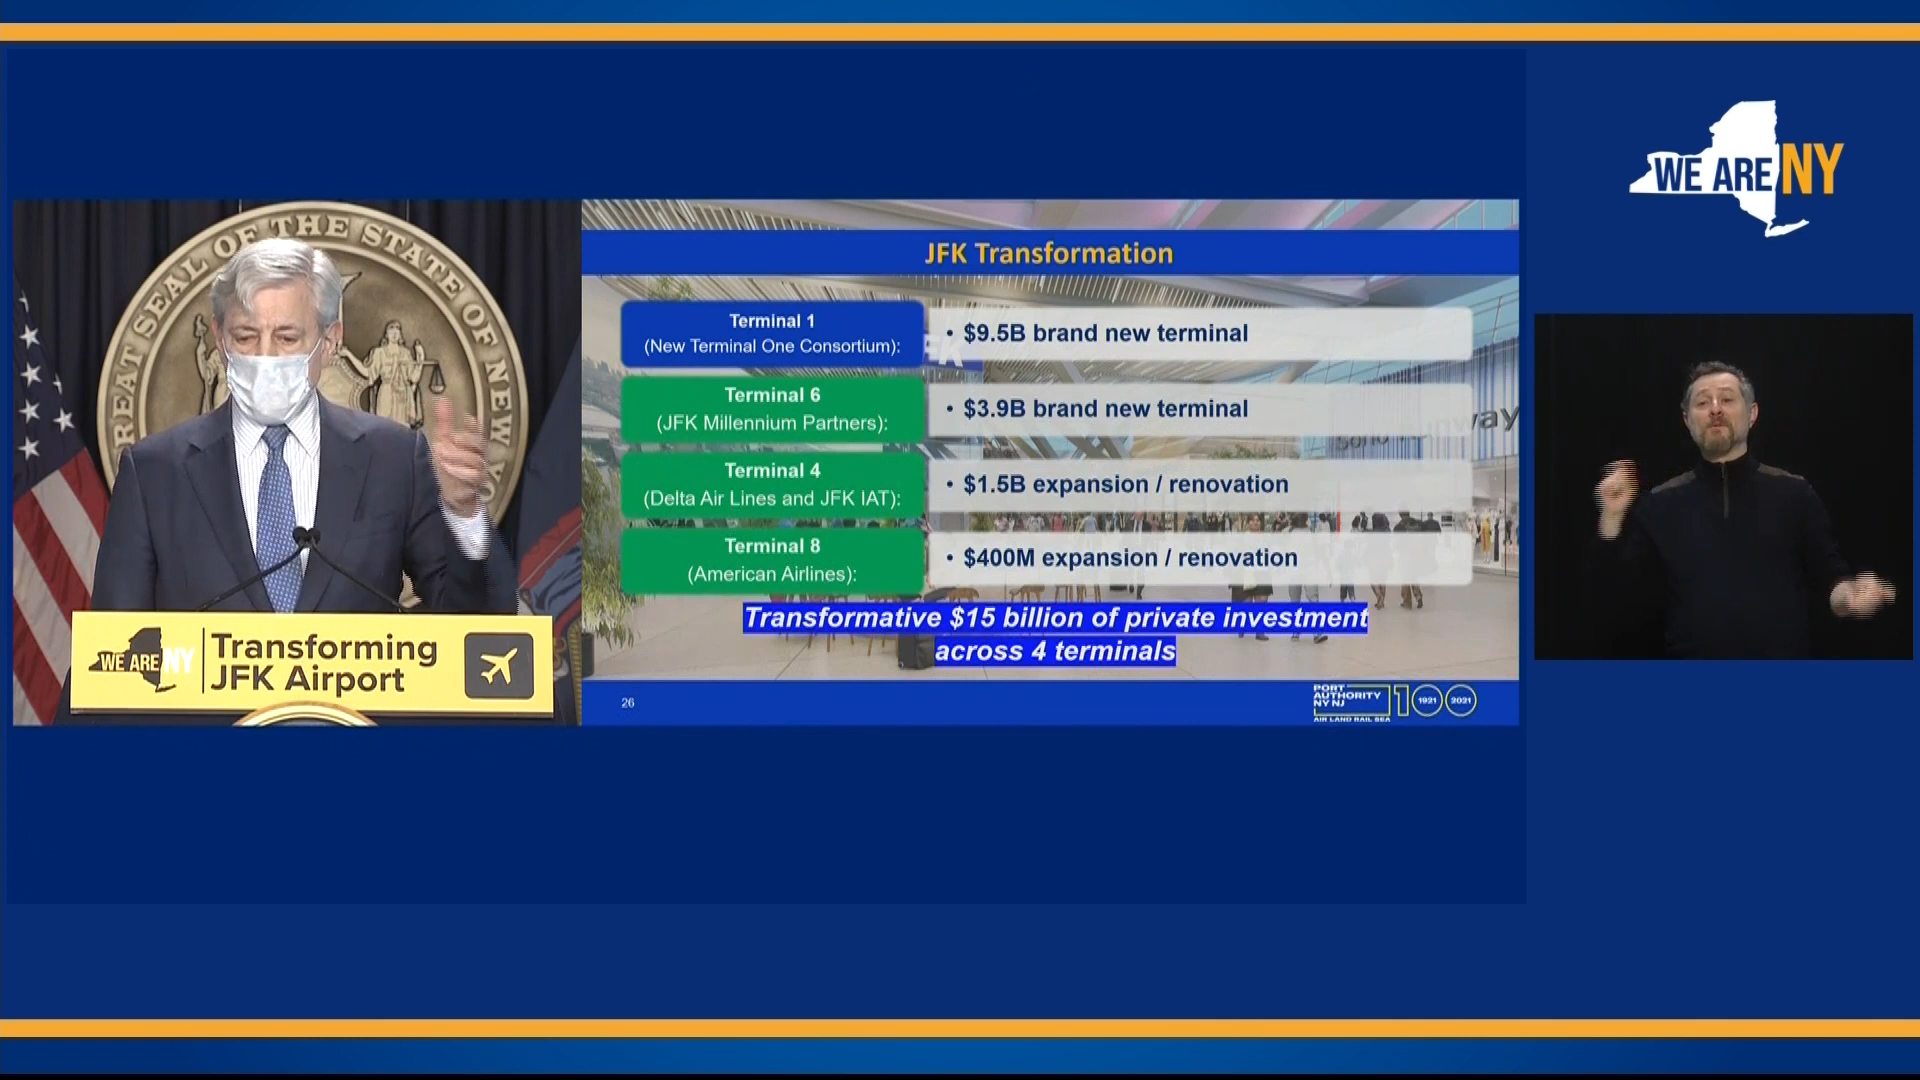 WE ARE NY
GREAT SEAL OF THE STATE OF NEW YO
WE ARE NY
Transforming
JFK Airport
JFK Transformation
Terminal 1
(New Terminal One Consortium):
• $9.5B brand new terminal
Terminal 6
(JFK Millennium Partners):
• $3.9B brand new terminal
Terminal 4
(Delta Air Lines and JFK IAT):
• $1.5B expansion / renovation
Terminal 8
(American Airlines):
• $400M expansion / renovation
Transformative $15 billion of private investment
across 4 terminals
26
PORT
AUTHORITY
NY NJ
AIR LAND RAIL SEA
1921
2021